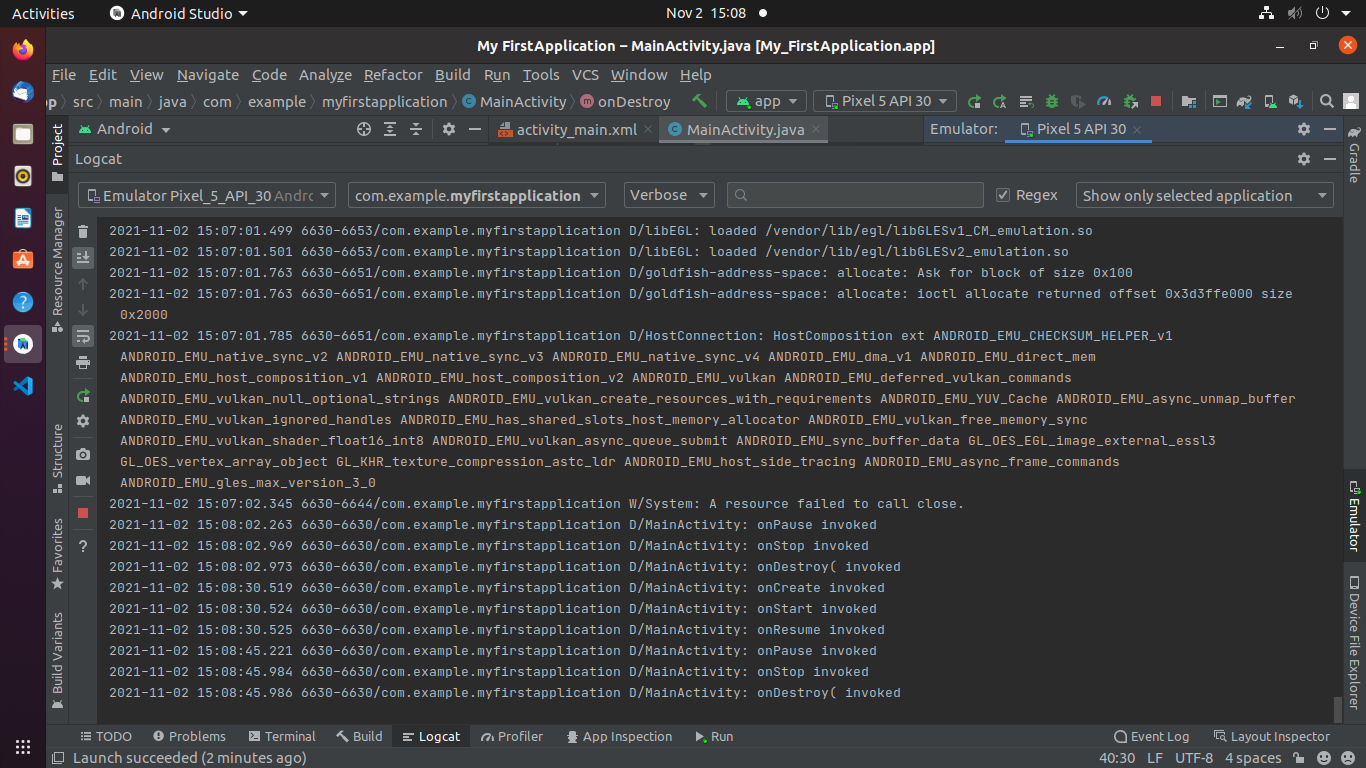 Activities Android Studio Nov 2 15:08
My FirstApplication – MainActivity.java [My_FirstApplication.app]
File Edit View Navigate Code Analyze Refactor Build Run Tools VCS Window Help
src main java com example myfirstapplication MainActivity onDestroy app Pixel 5 API 30
Android activity_main.xml MainActivity.java Emulator: Pixel 5 API 30
Logcat
Emulator Pixel_5_API_30 com.example.myfirstapplication Verbose Regex Show only selected application
2021-11-02 15:07:01.499 6630-6653/com.example.myfirstapplication D/libEGL: loaded /vendor/lib/egl/libGLESv1_CM_emulation.so
2021-11-02 15:07:01.501 6630-6653/com.example.myfirstapplication D/libEGL: loaded /vendor/lib/egl/libGLESv2_emulation.so
2021-11-02 15:07:01.763 6630-6651/com.example.myfirstapplication D/goldfish-address-space: allocate: Ask for block of size 0x100
2021-11-02 15:07:01.763 6630-6651/com.example.myfirstapplication D/goldfish-address-space: allocate: ioctl allocate returned offset 0x3d3ffe000 size
0x2000
2021-11-02 15:07:01.785 6630-6651/com.example.myfirstapplication D/HostConnection: HostComposition ext ANDROID_EMU_CHECKSUM_HELPER_v1
ANDROID_EMU_native_sync_v2 ANDROID_EMU_native_sync_v3 ANDROID_EMU_native_sync_v4 ANDROID_EMU_dma_v1 ANDROID_EMU_direct_mem
ANDROID_EMU_host_composition_v1 ANDROID_EMU_host_composition_v2 ANDROID_EMU_vulkan ANDROID_EMU_deferred_vulkan_commands
ANDROID_EMU_vulkan_null_optional_strings ANDROID_EMU_vulkan_create_resources_with_requirements ANDROID_EMU_YUV_Cache ANDROID_EMU_async_unmap_buffer
ANDROID_EMU_vulkan_ignored_handles ANDROID_EMU_has_shared_slots_host_memory_allocator ANDROID_EMU_vulkan_free_memory_sync
ANDROID_EMU_vulkan_shader_float16_int8 ANDROID_EMU_vulkan_async_queue_submit ANDROID_EMU_sync_buffer_data GL_OES_EGL_image_external_essl3
GL_OES_vertex_array_object GL_KHR_texture_compression_astc_ldr ANDROID_EMU_host_side_tracing ANDROID_EMU_async_frame_commands
ANDROID_EMU_gles_max_version_3_0
2021-11-02 15:07:02.345 6630-6644/com.example.myfirstapplication W/System: A resource failed to call close.
2021-11-02 15:08:02.263 6630-6630/com.example.myfirstapplication D/MainActivity: onPause invoked
2021-11-02 15:08:02.969 6630-6630/com.example.myfirstapplication D/MainActivity: onStop invoked
2021-11-02 15:08:02.973 6630-6630/com.example.myfirstapplication D/MainActivity: onDestroy( invoked
2021-11-02 15:08:30.519 6630-6630/com.example.myfirstapplication D/MainActivity: onCreate invoked
2021-11-02 15:08:30.524 6630-6630/com.example.myfirstapplication D/MainActivity: onStart invoked
2021-11-02 15:08:30.525 6630-6630/com.example.myfirstapplication D/MainActivity: onResume invoked
2021-11-02 15:08:45.221 6630-6630/com.example.myfirstapplication D/MainActivity: onPause invoked
2021-11-02 15:08:45.984 6630-6630/com.example.myfirstapplication D/MainActivity: onStop invoked
2021-11-02 15:08:45.986 6630-6630/com.example.myfirstapplication D/MainActivity: onDestroy( invoked
Project
Resource Manager
Structure
Favorites
Build Variants
Gradle
Emulator
Device File Explorer
TODO Problems Terminal Build Logcat Profiler App Inspection Run Event Log Layout Inspector
Launch succeeded (2 minutes ago) 40:30 LF UTF-8 4 spaces